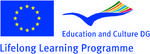 Education and Culture DG
Lifelong Learning Programme